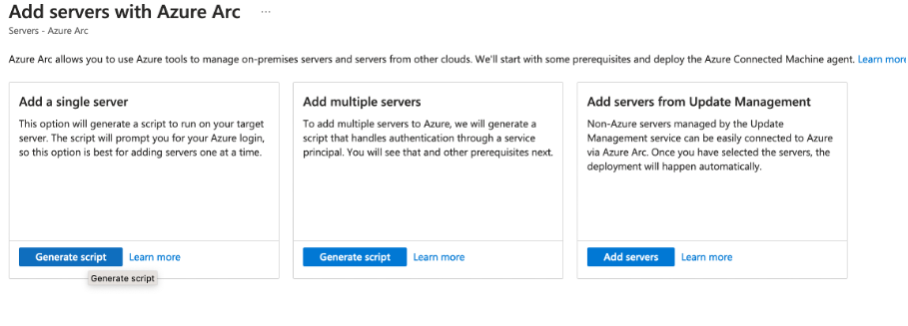 Add servers with Azure Arc ...
Servers - Azure Arc
Azure Arc allows you to use Azure tools to manage on-premises servers and servers from other clouds. We'll start with some prerequisites and deploy the Azure Connected Machine agent. Learn more
Add a single server
This option will generate a script to run on your target
server. The script will prompt you for your Azure login,
so this option is best for adding servers one at a time.
Generate script Learn more
Generate script
Add multiple servers
To add multiple servers to Azure, we will generate a
script that handles authentication through a service
principal. You will see that and other prerequisites next.
Generate script Learn more
Add servers from Update Management
Non-Azure servers managed by the Update
Management service can be easily connected to Azure
via Azure Arc. Once you have selected the servers, the
deployment will happen automatically.
Add servers Learn more